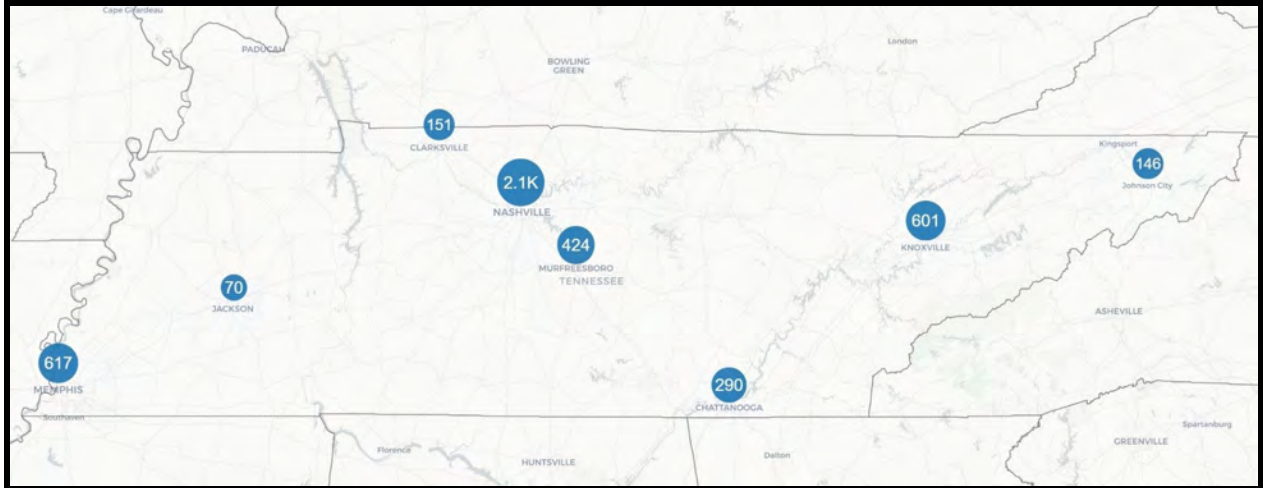 Cape Girardeau
PADUCAH
BOWLING
GREEN
London
151
CLARKSVILLE
Kingsport
146
Johnson City
2.1K
NASHVILLE
601
KNOXVILLE
424
MURFREESBORO
TENNESSEE
70
JACKSON
ASHEVILLE
617
MEMPHIS
290
CHATTANOOGA
Southaven
Spartanburg
Florence
HUNTSVILLE
Dalton
GREENVILLE